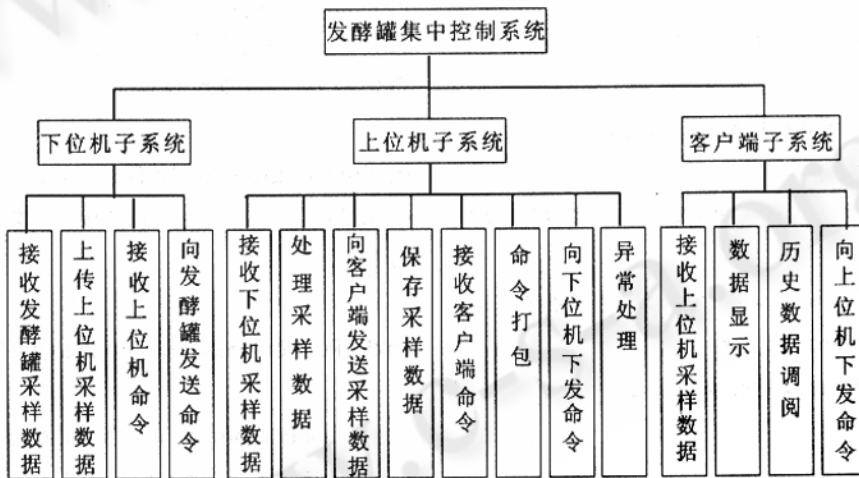 发酵罐集中控制系统
下位机子系统
上位机子系统
客户端子系统
接收发酵罐采样数据
上传上位机采样数据
接收上位机命令
向发酵罐发送命令
接收下位机采样数据
处理采样数据
向客户端发送采样数据
保存采样数据
接收客户端命令
命令打包
向下位机下发命令
异常处理
接收上位机采样数据
数据显示
历史数据调阅
向上位机下发命令